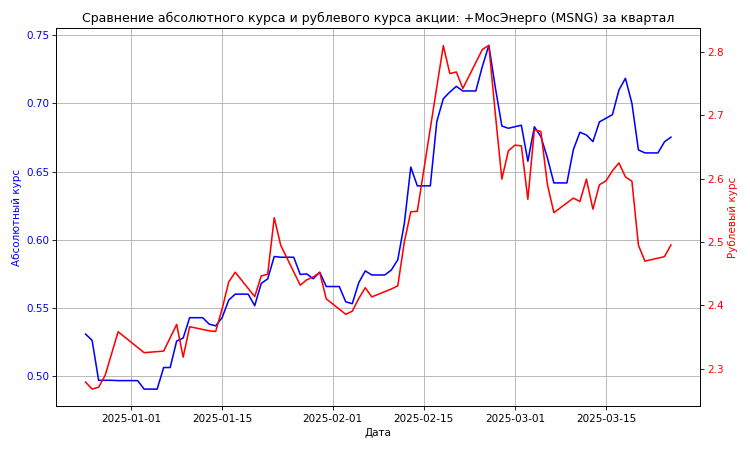 Сравнение абсолютного курса и рублевого курса акции: +МосЭнерго (MSNG) за квартал
0.75
0.70
0.65
0.60
0.55
0.50
Абсолютный курс
2.8
2.7
2.6
2.5
2.4
2.3
Рублевый курс
2025-01-01 2025-01-15 2025-02-01 2025-02-15 2025-03-01 2025-03-15
Дата